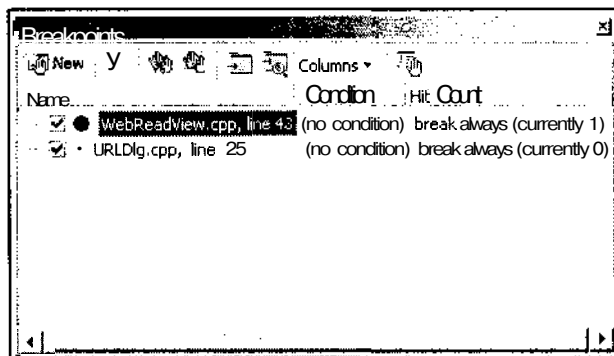 Breakpoints
New Y Columns
Name Condition Hit Count
WebReadView.cpp, line 43 (no condition) break always (currently 1)
URLDlg.cpp, line 25 (no condition) break always (currently 0)